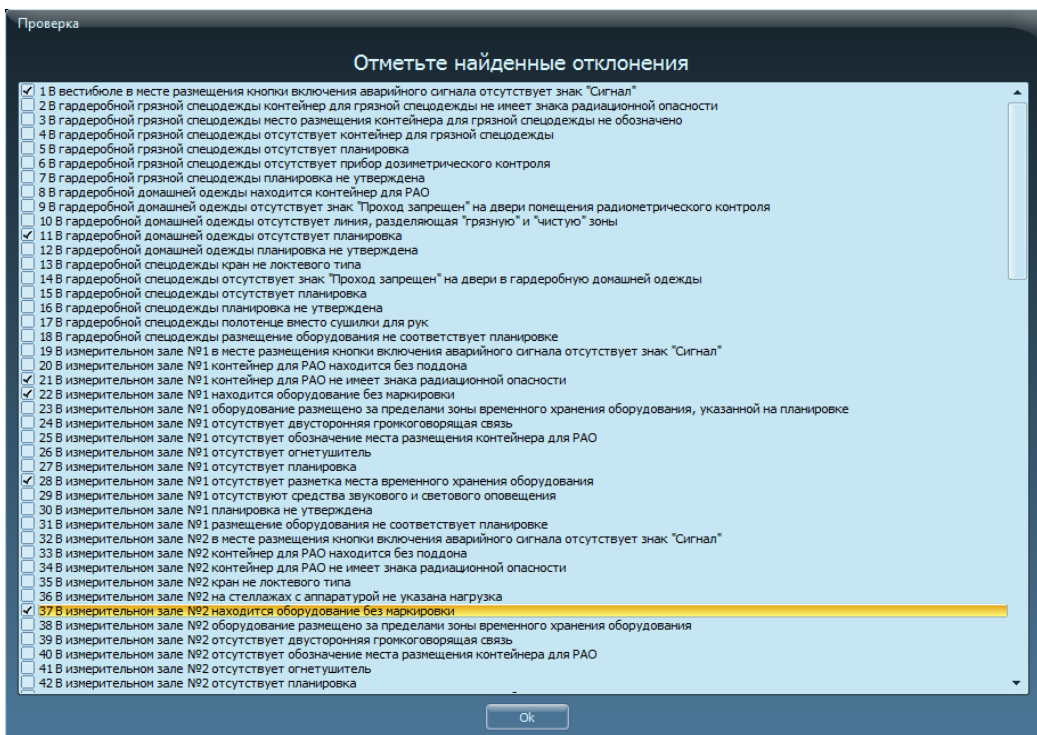 Проверка
Отметьте найденные отклонения
1 В вестибюле в месте размещения кнопки включения аварийного сигнала отсутствует знак "Сигнал"
2 В гардеробной грязной спецодежды контейнер для грязной спецодежды не имеет знака радиационной опасности
3 В гардеробной грязной спецодежды место размещения контейнера для грязной спецодежды не обозначено
4 В гардеробной грязной спецодежды отсутствует контейнер для грязной спецодежды
5 В гардеробной грязной спецодежды отсутствует планировка
6 В гардеробной грязной спецодежды отсутствует прибор дозиметрического контроля
7 В гардеробной грязной спецодежды планировка не утверждена
8 В гардеробной домашней одежды находится контейнер для РАО
9 В гардеробной домашней одежды отсутствует знак "Проход запрещен" на двери помещения радиометрического контроля
10 В гардеробной домашней одежды отсутствует линия, разделяющая "грязную" и "чистую" зоны
11 В гардеробной домашней одежды отсутствует планировка
12 В гардеробной домашней одежды планировка не утверждена
13 В гардеробной спецодежды кран не локтевого типа
14 В гардеробной спецодежды отсутствует знак "Проход запрещен" на двери в гардеробную домашней одежды
15 В гардеробной спецодежды отсутствует планировка
16 В гардеробной спецодежды планировка не утверждена
17 В гардеробной спецодежды полотенце вместо сушилки для рук
18 В гардеробной спецодежды размещение оборудования не соответствует планировке
19 В измерительном зале №1 в месте размещения кнопки включения аварийного сигнала отсутствует знак "Сигнал"
20 В измерительном зале №1 контейнер для РАО находится без поддона
21 В измерительном зале №1 контейнер для РАО не имеет знака радиационной опасности
22 В измерительном зале №1 находится оборудование без маркировки
23 В измерительном зале №1 оборудование размещено за пределами зоны временного хранения оборудования, указанной на планировке
24 В измерительном зале №1 отсутствует двусторонняя громкоговорящая связь
25 В измерительном зале №1 отсутствует обозначение места размещения контейнера для РАО
26 В измерительном зале №1 отсутствует огнетушитель
27 В измерительном зале №1 отсутствует планировка
28 В измерительном зале №1 отсутствует разметка места временного хранения оборудования
29 В измерительном зале №1 отсутствуют средства звукового и светового оповещения
30 В измерительном зале №1 планировка не утверждена
31 В измерительном зале №1 размещение оборудования не соответствует планировке
32 В измерительном зале №2 в месте размещения кнопки включения аварийного сигнала отсутствует знак "Сигнал"
33 В измерительном зале №2 контейнер для РАО находится без поддона
34 В измерительном зале №2 контейнер для РАО не имеет знака радиационной опасности
35 В измерительном зале №2 кран не локтевого типа
36 В измерительном зале №2 на стеллажах с аппаратурой не указана нагрузка
37 В измерительном зале №2 находится оборудование без маркировки
38 В измерительном зале №2 оборудование размещено за пределами зоны временного хранения оборудования
39 В измерительном зале №2 отсутствует двусторонняя громкоговорящая связь
40 В измерительном зале №2 отсутствует обозначение места размещения контейнера для РАО
41 В измерительном зале №2 отсутствует огнетушитель
42 В измерительном зале №2 отсутствует планировка
Ok